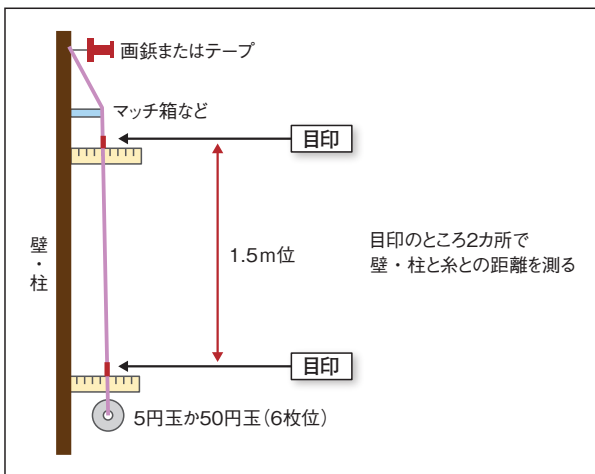 画鋲またはテープ
マッチ箱など
目印
壁・柱
1.5m位
目印のところ2カ所で
壁・柱と糸との距離を測る
目印
5円玉か50円玉(6枚位)